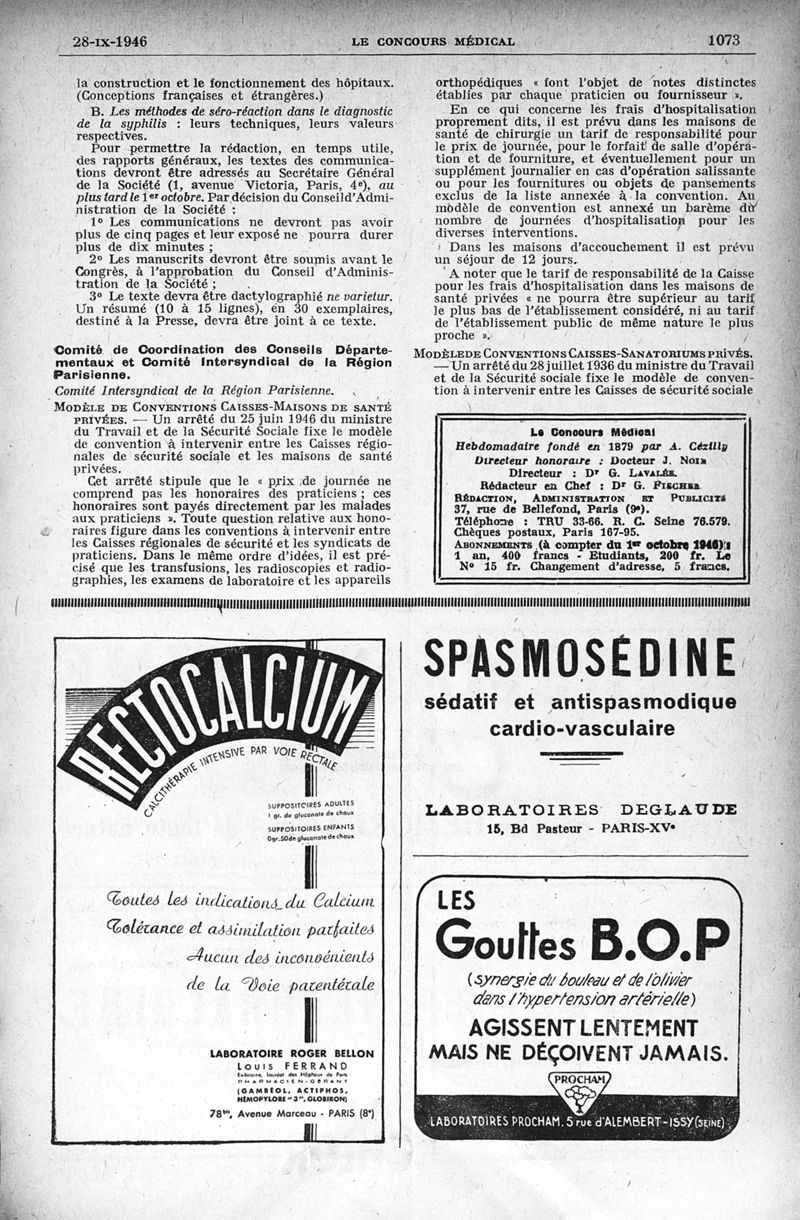 28-IX-1946
LE CONCOURS MÉDICAL
1073
la construction et le fonctionnement des hôpitaux.
(Conceptions françaises et étrangères.)
B. Les méthodes de séro-réaction dans le diagnostic
de la syphilis : leurs techniques, leurs valeurs
respectives.
Pour permettre la rédaction, en temps utile,
des rapports généraux, les textes des communica-
tions devront être adressés au Secrétaire Général
de la Société (1, avenue Victoria, Paris, 4e), au
plus tard le 1er octobre. Par décision du Conseil d'Admi-
nistration de la Société :
1º Les communications ne devront pas avoir
plus de cinq pages et leur exposé ne pourra durer
plus de dix minutes ;
2º Les manuscrits devront être soumis avant le
Congrès, à l'approbation du Conseil d'Adminis-
tration de la Société ;
3º Le texte devra être dactylographié ne varietur.
Un résumé (10 à 15 lignes), en 30 exemplaires,
destiné à la Presse, devra être joint à ce texte.
Comité de Coordination des Conseils Départe-
mentaux et Comité Intersyndical de la Région
Parisienne.
Comité Intersyndical de la Région Parisienne.
MODÈLE DE CONVENTIONS CAISSES-MAISONS DE SANTÉ
PRIVÉES. — Un arrêté du 25 juin 1946 du ministre
du Travail et de la Sécurité Sociale fixe le modèle
de convention à intervenir entre les Caisses régio-
nales de sécurité sociale et les maisons de santé
privées.
Cet arrêté stipule que le « prix de journée ne
comprend pas les honoraires des praticiens ; ces
honoraires sont payés directement par les malades
aux praticiens ». Toute question relative aux hono-
raires figure dans les conventions à intervenir entre
les Caisses régionales de sécurité et les syndicats de
praticiens. Dans le même ordre d'idées, il est pré-
cisé que les transfusions, les radioscopies et radio-
graphies, les examens de laboratoire et les appareils
orthopédiques « font l'objet de notes distinctes
établies par chaque praticien ou fournisseur ».
En ce qui concerne les frais d'hospitalisation
proprement dits, il est prévu dans les maisons de
santé de chirurgie un tarif de responsabilité pour
le prix de journée, pour le forfait de salle d'opéra-
tion et de fourniture, et éventuellement pour un
supplément journalier en cas d'opération salissante
ou pour les fournitures ou objets de pansements
exclus de la liste annexée à la convention. Au
modèle de convention est annexé un barème du
nombre de journées d'hospitalisation pour les
diverses interventions.
Dans les maisons d'accouchement il est prévu
un séjour de 12 jours.
A noter que le tarif de responsabilité de la Caisse
pour les frais d'hospitalisation dans les maisons de
santé privées « ne pourra être supérieur au tarif
le plus bas de l'établissement considéré, ni au tarif
de l'établissement public de même nature le plus
proche ».
MODÈLE DE CONVENTIONS CAISSES-SANATORIUMS PRIVÉS.
— Un arrêté du 28 juillet 1936 du ministre du Travail
et de la Sécurité sociale fixe le modèle de conven-
tion à intervenir entre les Caisses de sécurité sociale
Le Concours Médical
Hebdomadaire fondé en 1879 par A. Cézilly
Directeur honoraire : Docteur J. NOIR
Directeur : Dr G. LAVALÉE.
Rédacteur en Chef : Dr G. FISCHER
RÉDACTION, ADMINISTRATION ET PUBLICITÉ
37, rue de Bellefond, Paris (9e).
Téléphone : TRU 33-66. R. C. Seine 76.579.
Chèques postaux, Paris 167-95.
ABONNEMENTS (à compter du 1er octobre 1946) :
1 an, 400 francs - Etudiants, 200 fr. Le
Nº 15 fr. Changement d'adresse, 5 francs.
RECTOCALCIUM
CALCITHÉRAPIE INTENSIVE PAR VOIE RECTALE
SUPPOSITOIRES ADULTES
1 gr. de gluconate de chaux
SUPPOSITOIRES ENFANTS
0gr.50 de gluconate de chaux
Toutes les indications du Calcium
Tolérance et assimilation parfaites
Aucun des inconvénients
de la Voie parentérale
LABORATOIRE ROGER BELLON
LOUIS FERRAND
Ex-Interne, Lauréat des Hôpitaux de Paris
PHARMACIEN-GÉRANT
(GAMBÉOL, ACTIPHOS,
HÉMOPYLORE "3", GLOBIRON)
78bis, Avenue Marceau - PARIS (8e)
SPASMOSÉDINE
sédatif et antispasmodique
cardio-vasculaire
LABORATOIRES DEGLAUDE
15, Bd Pasteur - PARIS-XVe
LES
Gouttes B.O.P
(synergie du bouleau et de l'olivier
dans l'hypertension artérielle)
AGISSENT LENTEMENT
MAIS NE DÉÇOIVENT JAMAIS.
PROCHAM
LABORATOIRES PROCHAM. 5 rue d'ALEMBERT-ISSY (SEINE)